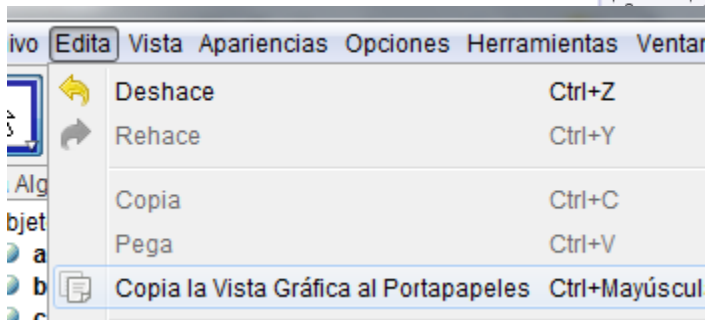 ivo Edita Vista Apariencias Opciones Herramientas Ventan
Deshace Ctrl+Z
Rehace Ctrl+Y
Alg
Copia Ctrl+C
bjet
Pega Ctrl+V
a
b Copia la Vista Gráfica al Portapapeles Ctrl+Mayúscul
c